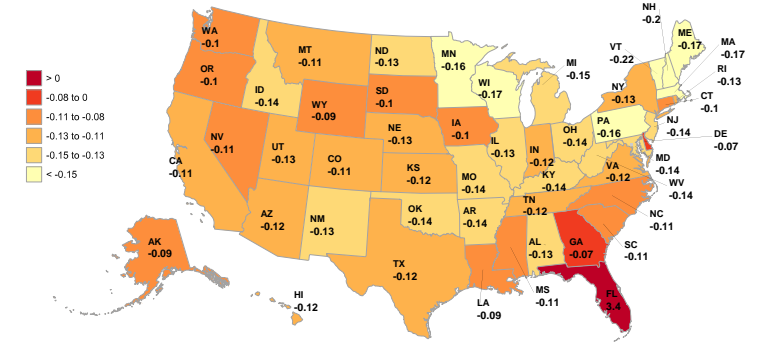 > 0
-0.08 to 0
-0.11 to -0.08
-0.13 to -0.11
-0.15 to -0.13
< -0.15
WA
-0.1
OR
-0.1
CA
-0.11
NV
-0.11
ID
-0.14
MT
-0.11
WY
-0.09
UT
-0.13
CO
-0.11
AZ
-0.12
NM
-0.13
ND
-0.13
SD
-0.1
NE
-0.13
KS
-0.12
OK
-0.14
TX
-0.12
MN
-0.16
IA
-0.1
MO
-0.14
AR
-0.14
LA
-0.09
WI
-0.17
IL
-0.13
MI
-0.15
IN
-0.12
OH
-0.14
KY
-0.14
TN
-0.12
MS
-0.11
AL
-0.13
GA
-0.07
FL
3.4
SC
-0.11
NC
-0.11
VA
-0.12
WV
-0.14
MD
-0.14
DE
-0.07
PA
-0.16
NJ
-0.14
NY
-0.13
CT
-0.1
RI
-0.13
MA
-0.17
VT
-0.22
NH
-0.2
ME
-0.17
AK
-0.09
HI
-0.12